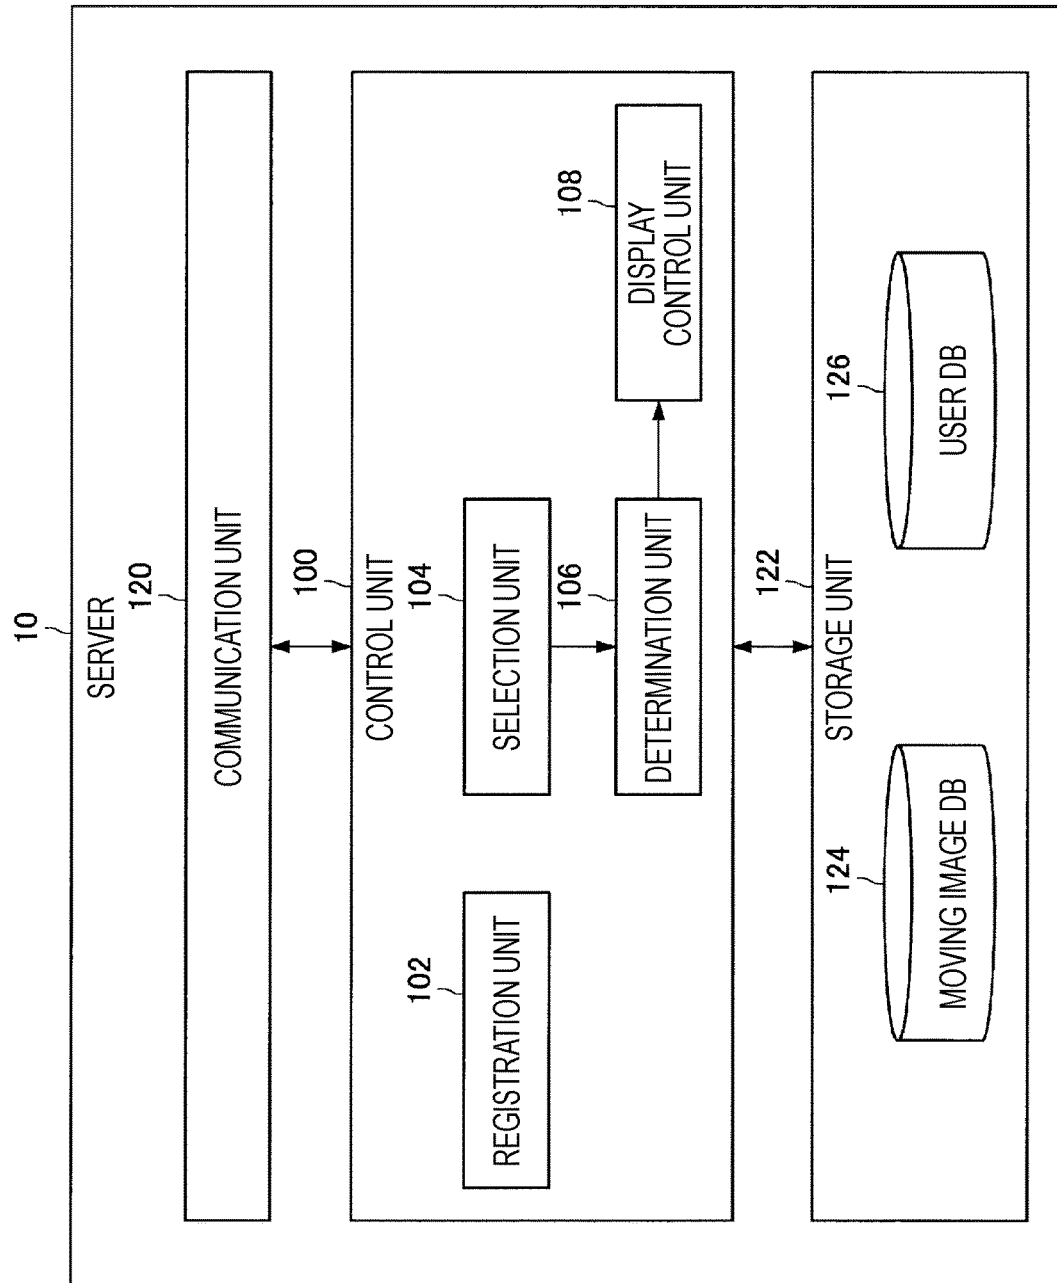 10
SERVER
120
COMMUNICATION UNIT
100
CONTROL UNIT
102
REGISTRATION UNIT
104
SELECTION UNIT
106
DETERMINATION UNIT
108
DISPLAY
CONTROL UNIT
122
STORAGE UNIT
124
MOVING IMAGE DB
126
USER DB